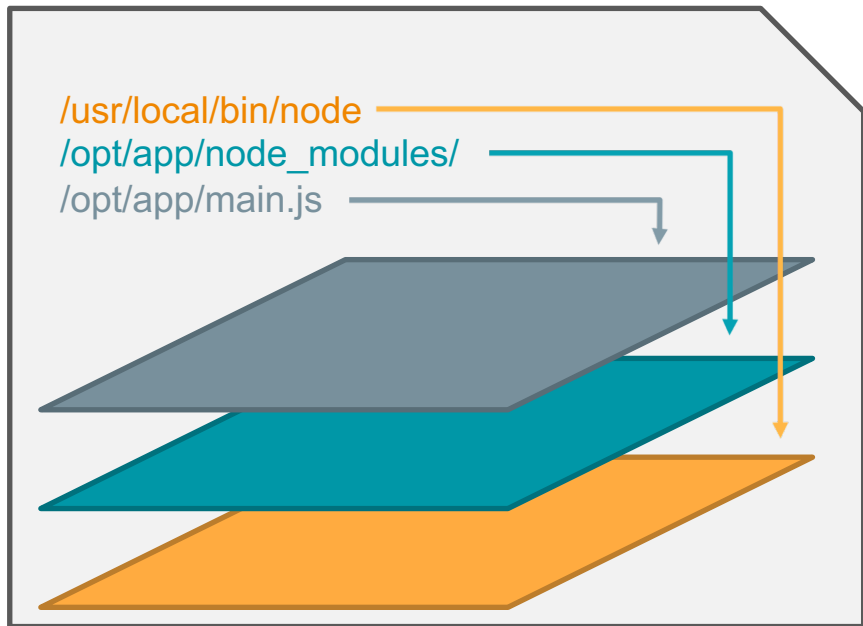 /usr/local/bin/node
/opt/app/node_modules/
/opt/app/main.js